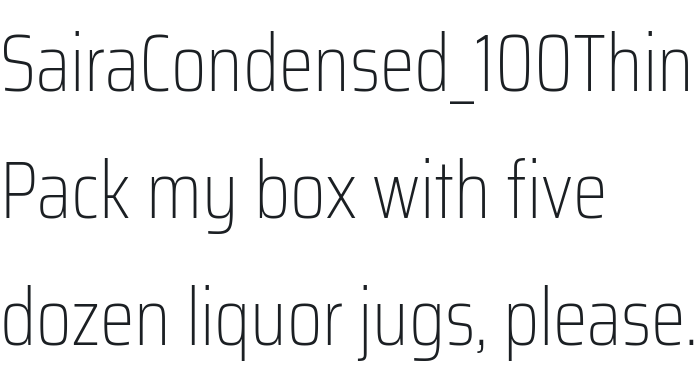 SairaCondensed_100Thin
Pack my box with five
dozen liquor jugs, please.